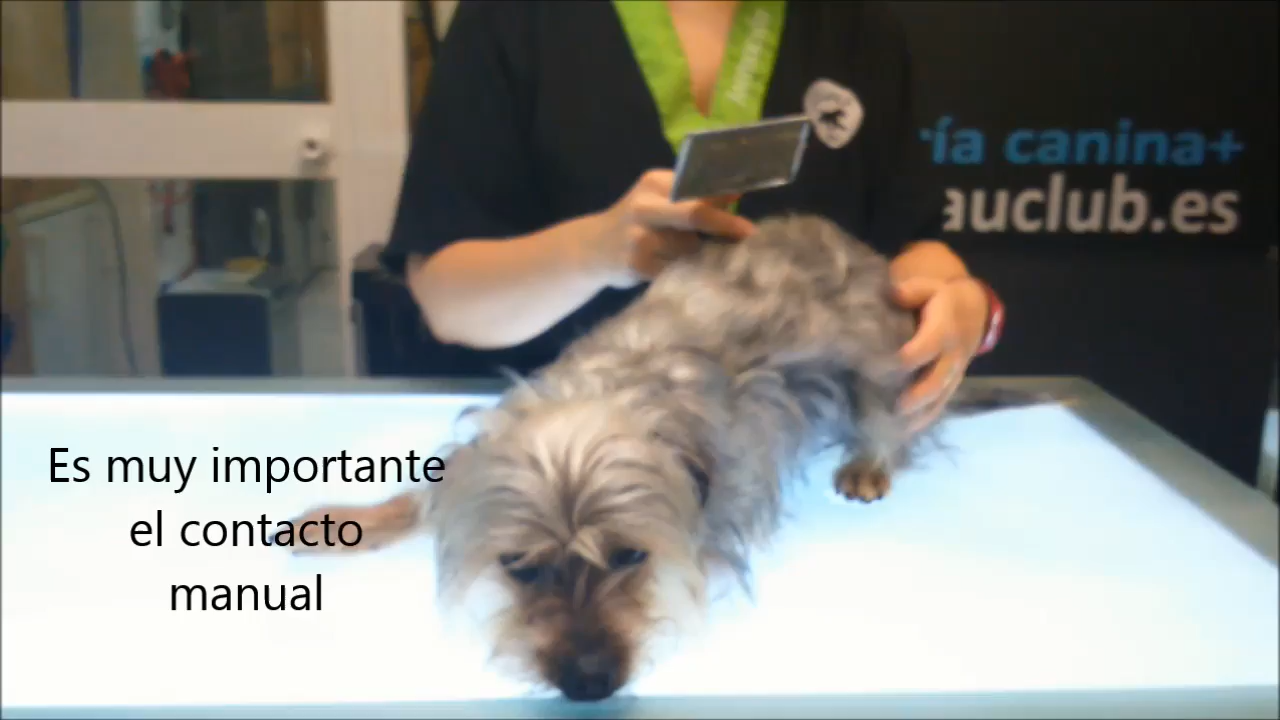 ía canina+
auclub.es
Es muy importante
el contacto
manual